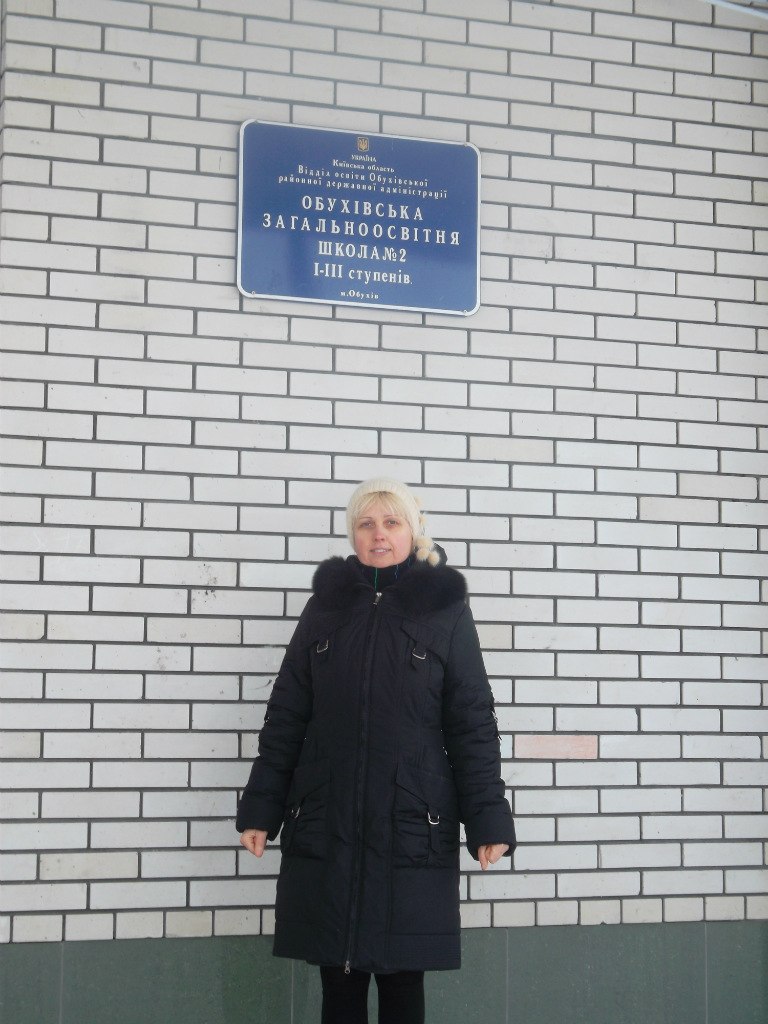 УКРАЇНА
Київська область
Відділ освіти Обухівської
районної державної адміністрації
ОБУХІВСЬКА
ЗАГАЛЬНООСВІТНЯ
ШКОЛА №2
І-ІІІ ступенів.
м.Обухів